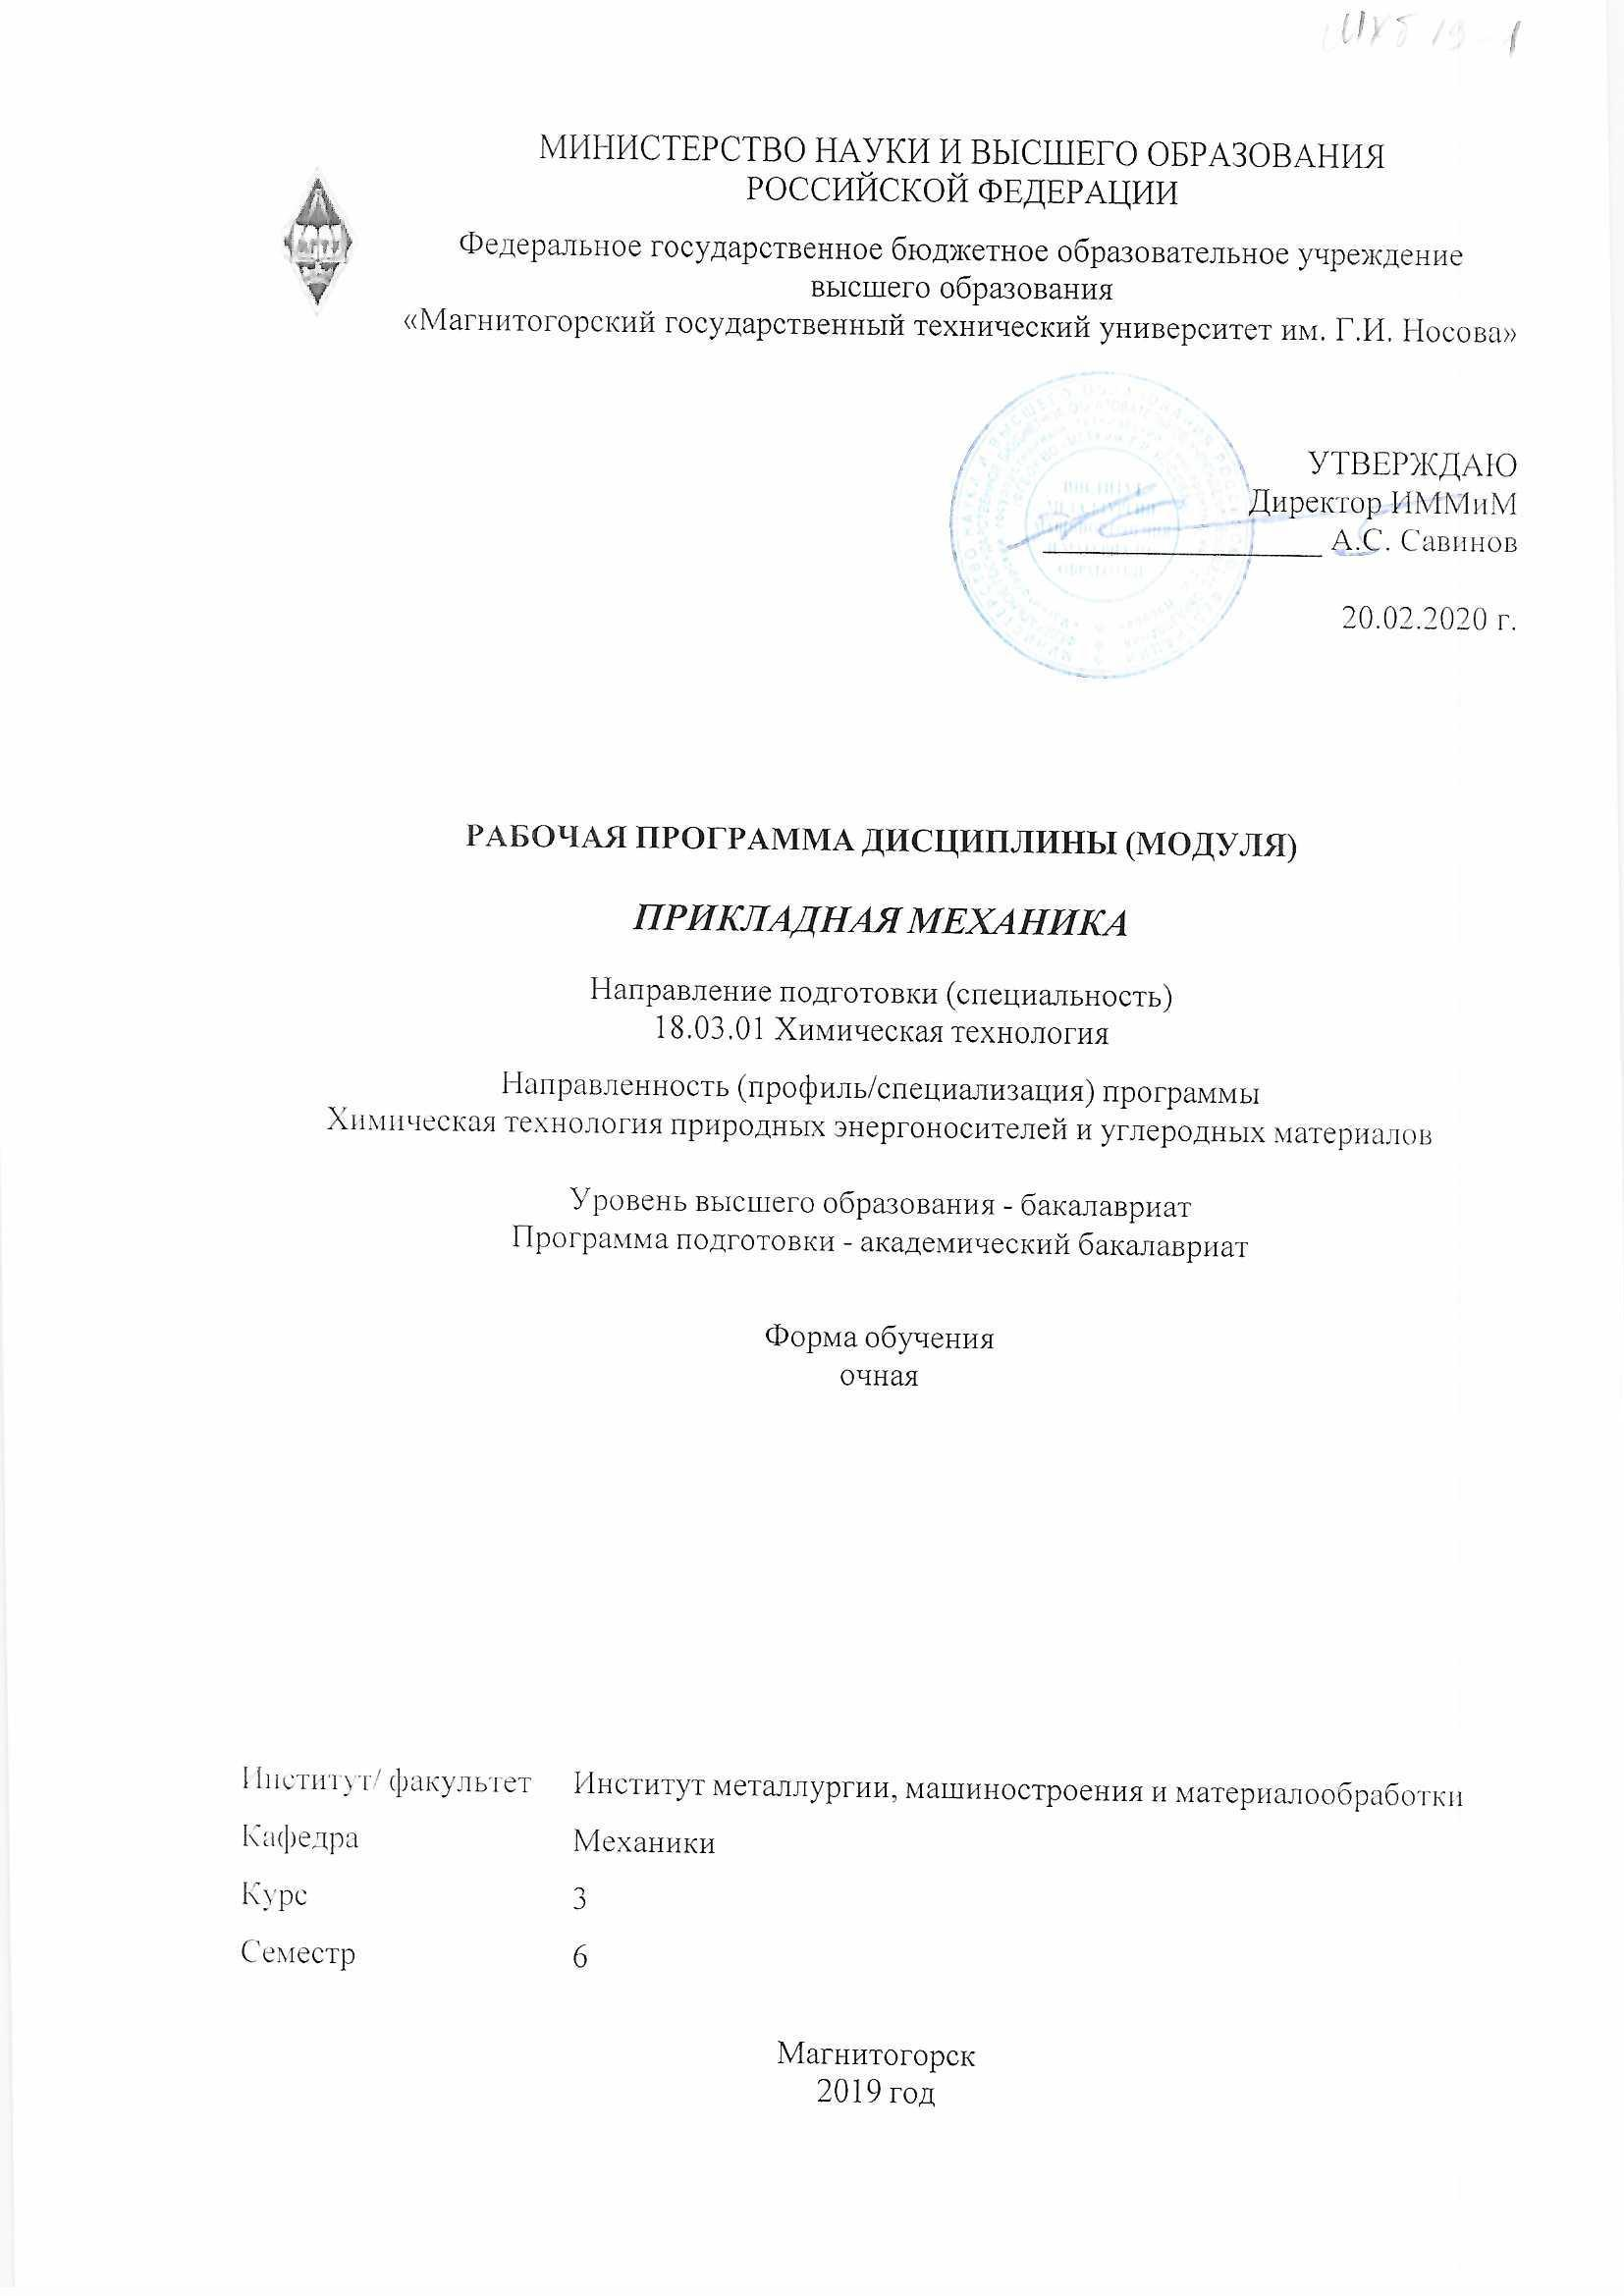 МИНИСТЕРСТВО НАУКИ И ВЫСШЕГО ОБРАЗОВАНИЯ
РОССИЙСКОЙ ФЕДЕРАЦИИ
Федеральное государственное бюджетное образовательное учреждение
высшего образования
«Магнитогорский государственный технический университет им. Г.И. Носова»
УТВЕРЖДАЮ
Директор ИММиМ
А.С. Савинов
20.02.2020 г.
РАБОЧАЯ ПРОГРАММА ДИСЦИПЛИНЫ (МОДУЛЯ)
ПРИКЛАДНАЯ МЕХАНИКА
Направление подготовки (специальность)
18.03.01 Химическая технология
Направленность (профиль/специализация) программы
Химическая технология природных энергоносителей и углеродных материалов
Уровень высшего образования - бакалавриат
Программа подготовки - академический бакалавриат
Форма обучения
очная
Институт/ факультет Институт металлургии, машиностроения и материалообработки
Кафедра Механики
Курс 3
Семестр 6
Магнитогорск
2019 год